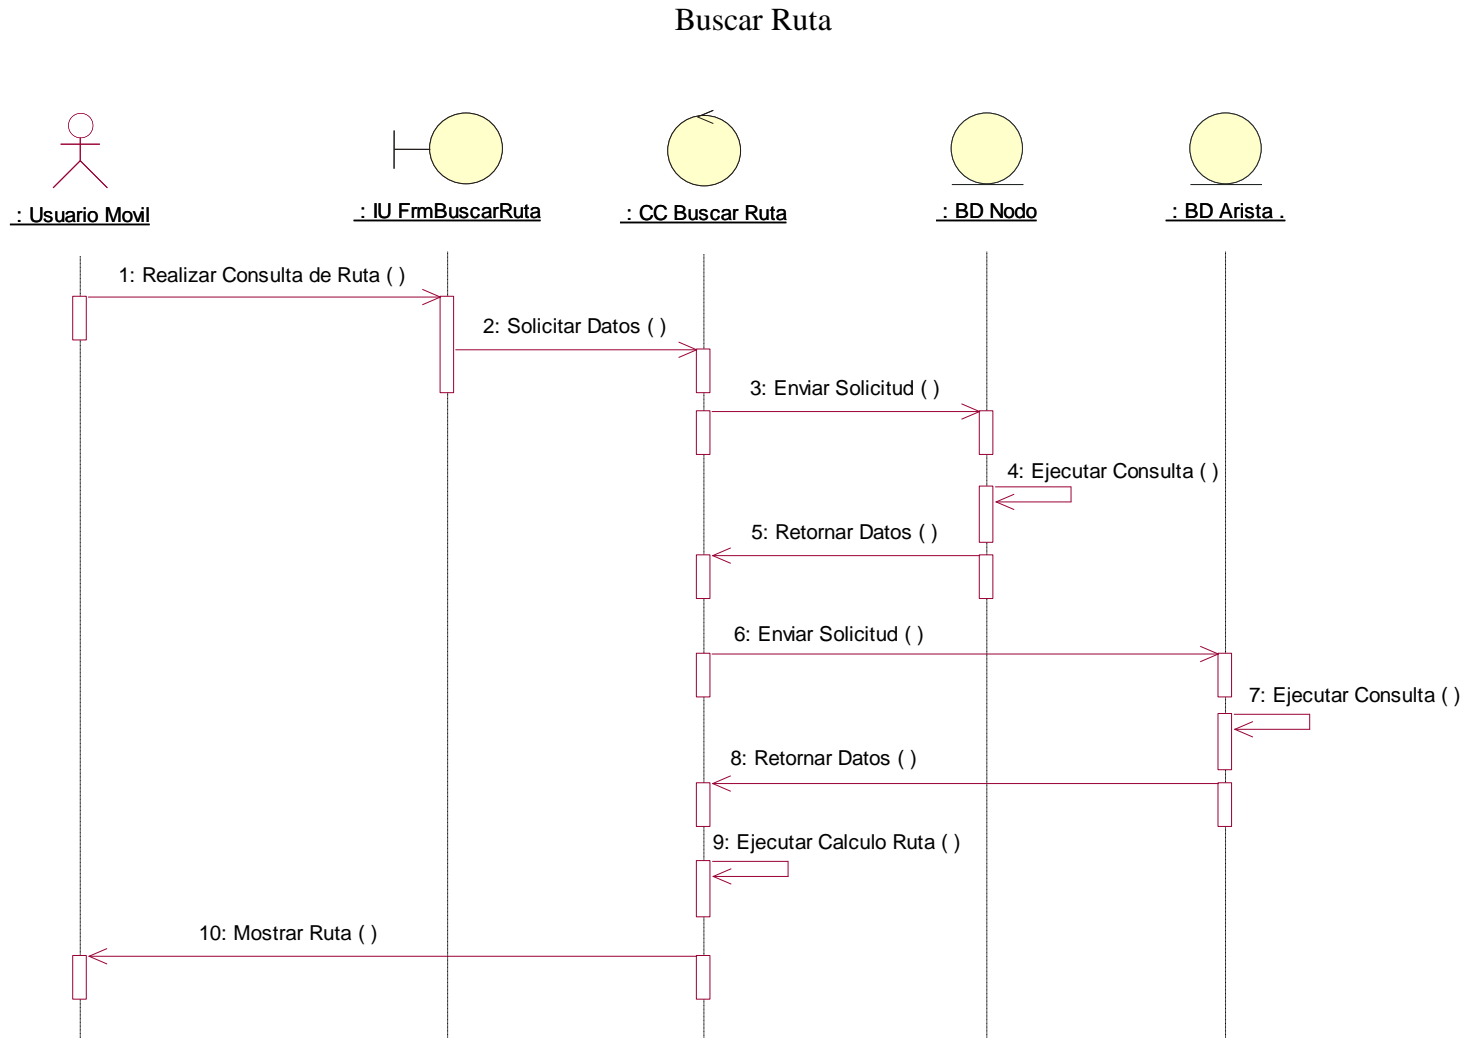 Buscar Ruta
: Usuario Movil
: IU FrmBuscarRuta
: CC Buscar Ruta
: BD Nodo
: BD Arista .
1: Realizar Consulta de Ruta ( )
2: Solicitar Datos ( )
3: Enviar Solicitud ( )
4: Ejecutar Consulta ( )
5: Retornar Datos ( )
6: Enviar Solicitud ( )
7: Ejecutar Consulta ( )
8: Retornar Datos ( )
9: Ejecutar Calculo Ruta ( )
10: Mostrar Ruta ( )